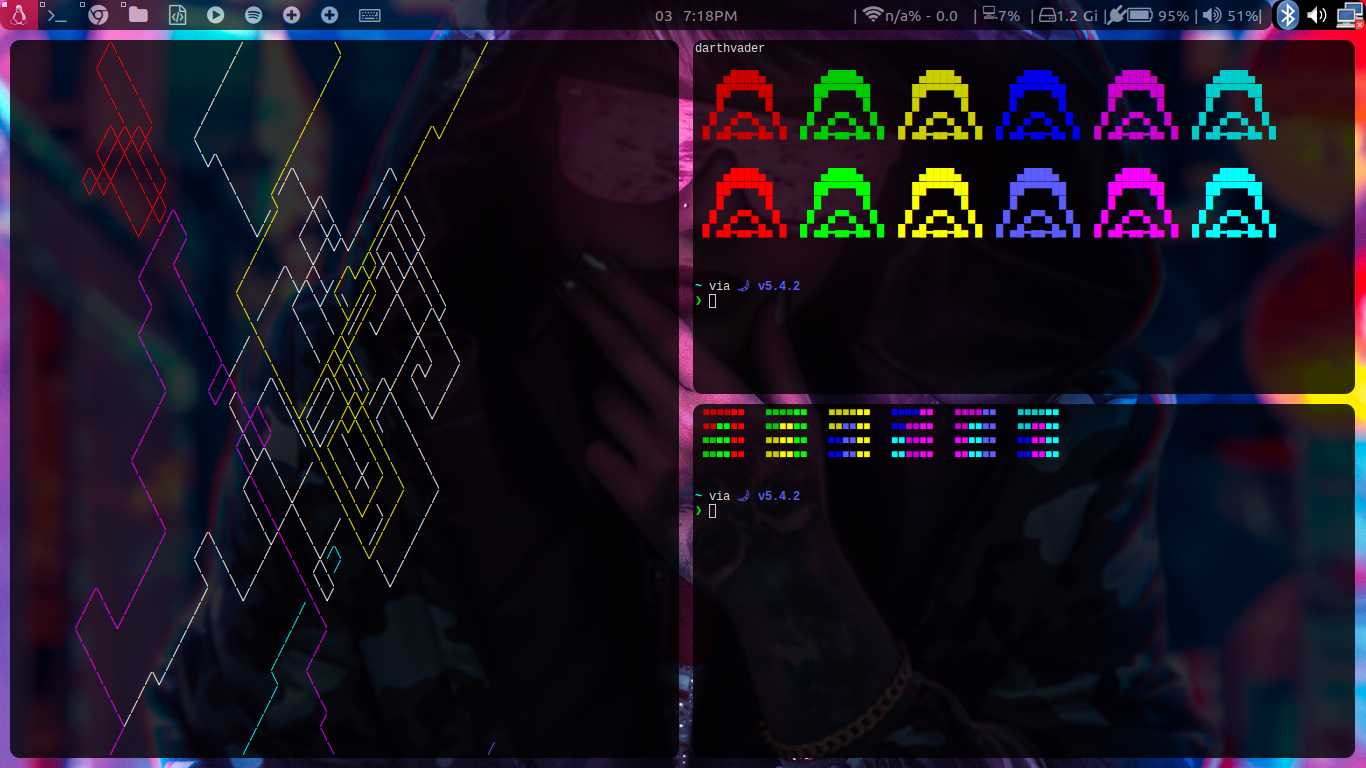 03 7:18PM | n/a% - 0.0 | 7% | 1.2 Gi | 95% | 51%|
darthvader
~ via v5.4.2
❯
~ via v5.4.2
❯